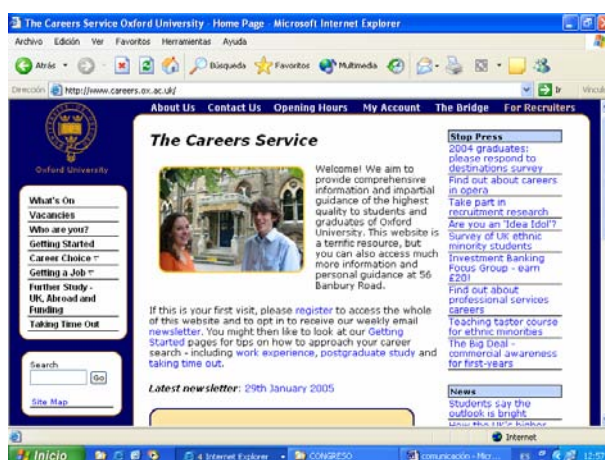 The Careers Service Oxford University - Home Page - Microsoft Internet Explorer
Archivo Edición Ver Favoritos Herramientas Ayuda
Atrás Búsqueda Favoritos Multimedia
Dirección http://www.careers.ox.ac.uk/ Ir Vínculos
About Us Contact Us Opening Hours My Account The Bridge For Recruiters
Oxford University
What's On
Vacancies
Who are you?
Getting Started
Career Choice
Getting a Job
Further Study -
UK, Abroad and
Funding
Taking Time Out
Search
Go
Site Map
The Careers Service
Welcome! We aim to
provide comprehensive
information and impartial
guidance of the highest
quality to students and
graduates of Oxford
University. This website is
a terrific resource, but
you can also access much
more information and
personal guidance at 56
Banbury Road.
If this is your first visit, please register to access the whole
of this website and to opt in to receive our weekly email
newsletter. You might then like to look at our Getting
Started pages for tips on how to approach your career
search - including work experience, postgraduate study and
taking time out.
Latest newsletter: 29th January 2005
Stop Press
2004 graduates:
please respond to
destinations survey
Find out about careers
in opera
Take part in
recruitment research
Are you an 'Idea Idol'?
Survey of UK ethnic
minority students
Investment Banking
Focus Group - earn
£20!
Find out about
professional services
careers
Teaching taster course
for ethnic minorities
The Big Deal -
commercial awareness
for first-years
News
Students say the
outlook is bright
How the UK's higher
Internet
Inicio 4 Internet Explorer CONGRESO comunicación - Micr... ES 12:57